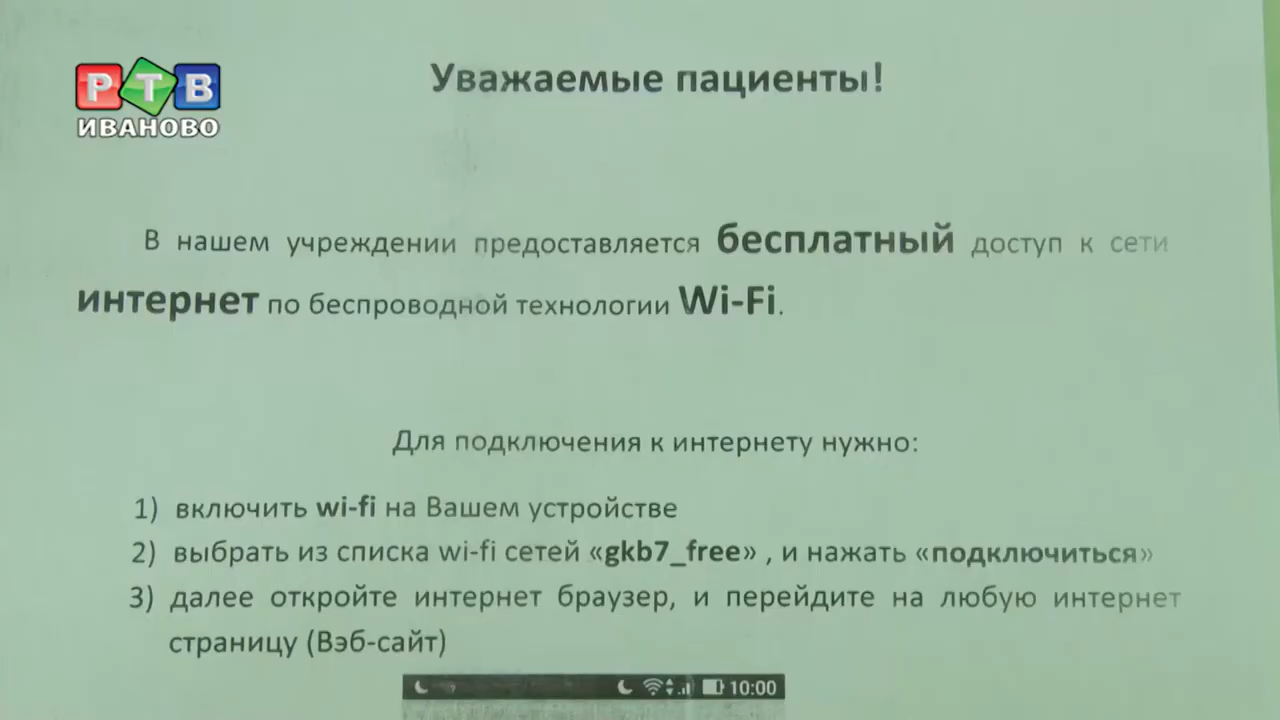 РТВ
ИВАНОВО
Уважаемые пациенты!
В нашем учреждении предоставляется бесплатный доступ к сети
интернет по беспроводной технологии Wi-Fi.
Для подключения к интернету нужно:
1) включить wi-fi на Вашем устройстве
2) выбрать из списка wi-fi сетей «gkb7_free» , и нажать «подключиться»
3) далее откройте интернет браузер, и перейдите на любую интернет
страницу (Вэб-сайт)
10:00